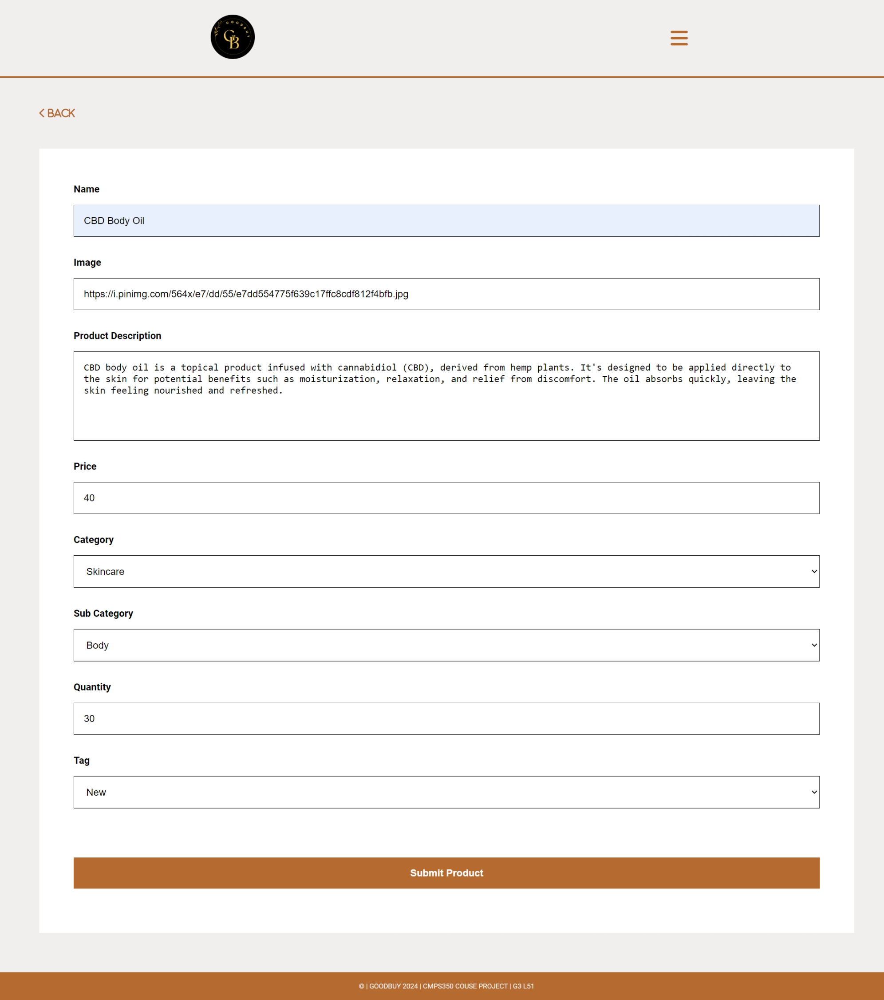 GOODBUY
GB
BACK
Name
CBD Body Oil
Image
https://i.pinimg.com/564x/e7/dd/55/e7dd554775f639c17ffc8cdf812f4bfb.jpg
Product Description
CBD body oil is a topical product infused with cannabidiol (CBD), derived from hemp plants. It's designed to be applied directly to
the skin for potential benefits such as moisturization, relaxation, and relief from discomfort. The oil absorbs quickly, leaving the
skin feeling nourished and refreshed.
Price
40
Category
Skincare
Sub Category
Body
Quantity
30
Tag
New
Submit Product
© | GOODBUY 2024 | CMPS350 COUSE PROJECT | G3 L51